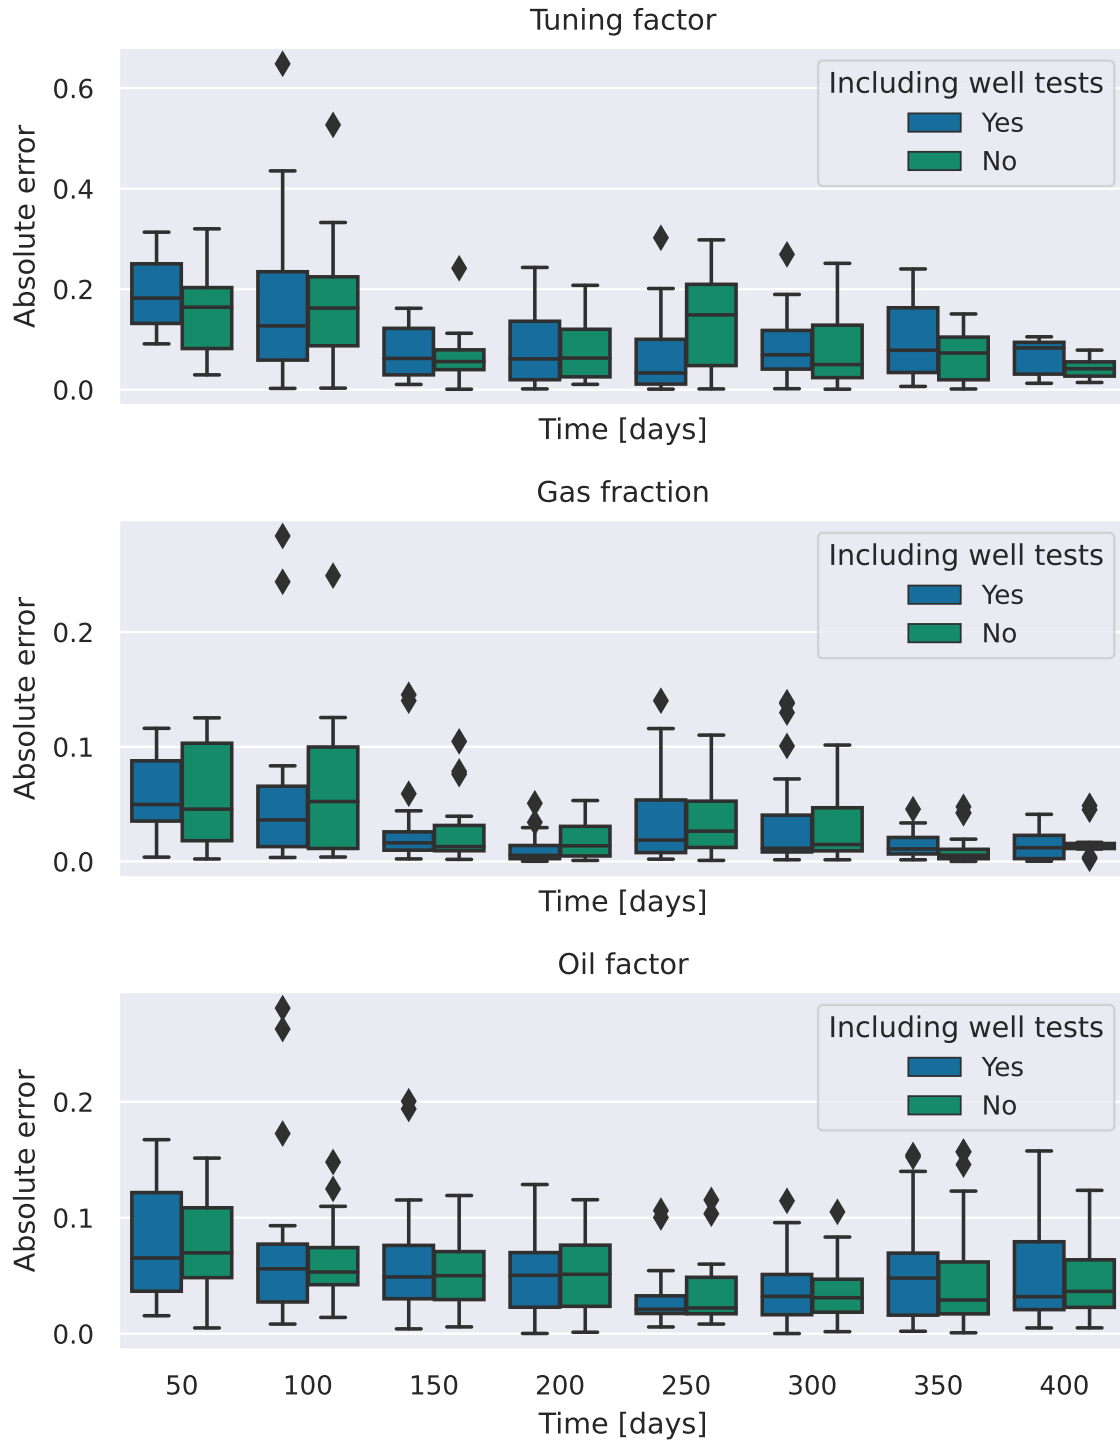 Tuning factor
Absolute error
0.6
0.4
0.2
0.0
Including well tests
Yes
No
Time [days]
Gas fraction
Absolute error
0.2
0.1
0.0
Including well tests
Yes
No
Time [days]
Oil factor
Absolute error
0.2
0.1
0.0
Including well tests
Yes
No
50 100 150 200 250 300 350 400
Time [days]